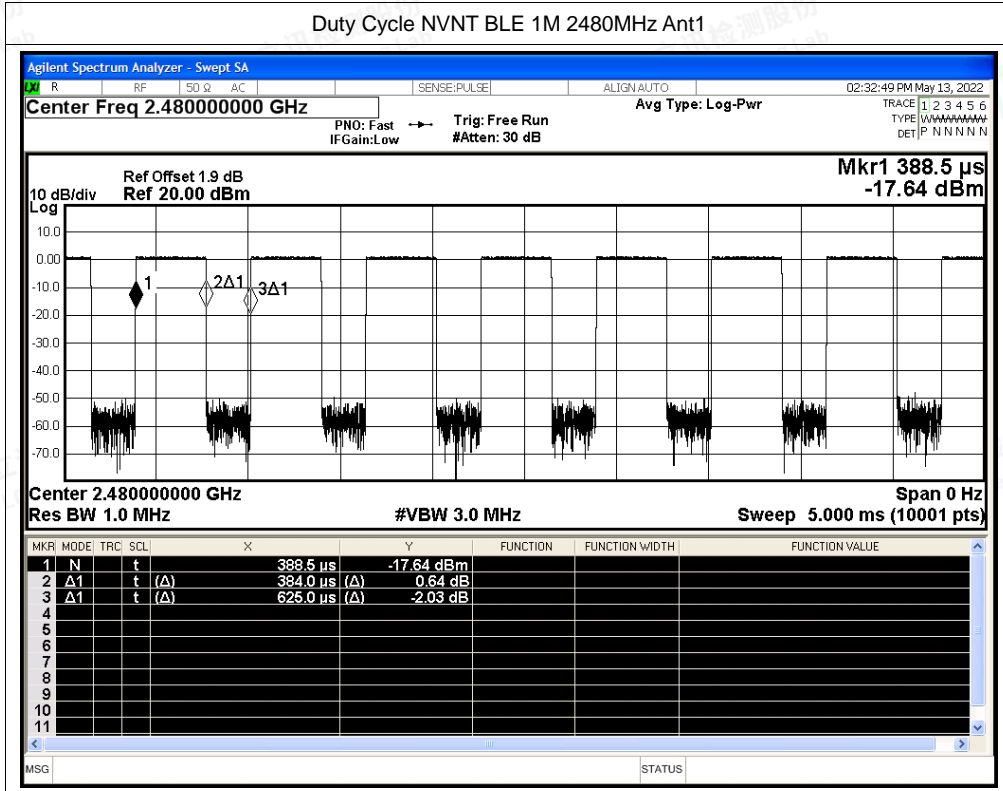 Duty Cycle NVNT BLE 1M 2480MHz Ant1
Agilent Spectrum Analyzer - Swept SA
LXI R RF 50 Ω AC SENSE:PULSE ALIGN AUTO 02:32:49 PM May 13, 2022
Center Freq 2.480000000 GHz Avg Type: Log-Pwr TRACE 1 2 3 4 5 6
PNO: Fast Trig: Free Run TYPE W
IFGain:Low #Atten: 30 dB DET P N N N N N
Mkr1 388.5 µs
Ref Offset 1.9 dB
10 dB/div Ref 20.00 dBm -17.64 dBm
Log
10.0
0.00
-10.0
-20.0
-30.0
-40.0
-50.0
-60.0
-70.0
1 2Δ1 3Δ1
Center 2.480000000 GHz Span 0 Hz
Res BW 1.0 MHz #VBW 3.0 MHz Sweep 5.000 ms (10001 pts)
MKR MODE TRC SCL X Y FUNCTION FUNCTION WIDTH FUNCTION VALUE
1 N t 388.5 µs -17.64 dBm
2 Δ1 t (Δ) 384.0 µs (Δ) 0.64 dB
3 Δ1 t (Δ) 625.0 µs (Δ) -2.03 dB
4
5
6
7
8
9
10
11
MSG STATUS